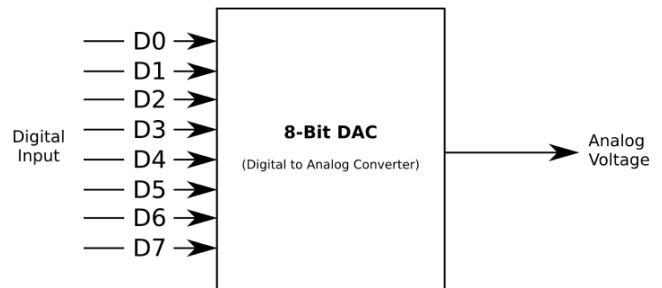 D0
D1
D2
D3
D4
D5
D6
D7
Digital
Input
8-Bit DAC
(Digital to Analog Converter)
Analog
Voltage